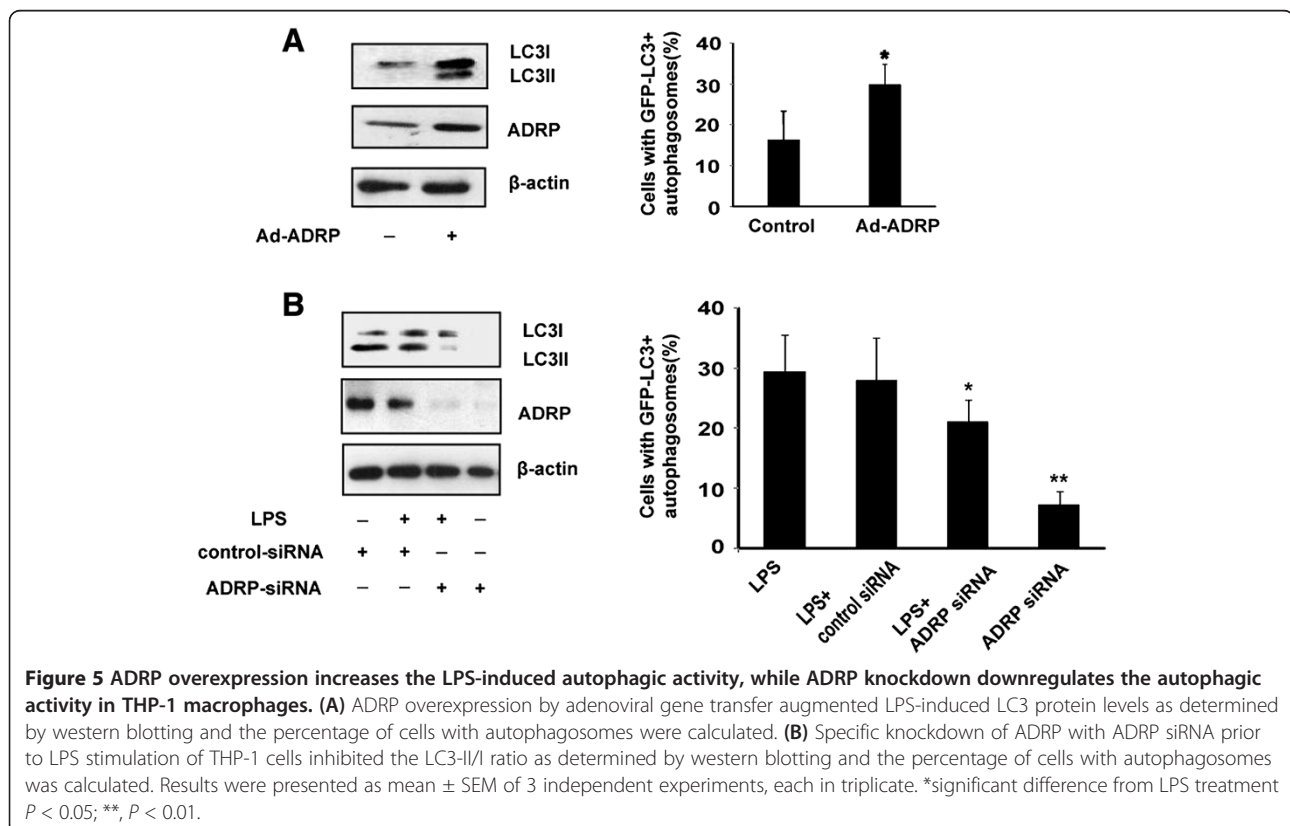 A
LC3I
LC3II
ADRP
β-actin
Ad-ADRP – +
Cells with GFP-LC3+
autophagosomes(%)
40
30
20
10
0
*
Control Ad-ADRP
B
LC3I
LC3II
ADRP
β-actin
LPS – + + –
control-siRNA + + – –
ADRP-siRNA – – + +
Cells with GFP-LC3+
autophagosomes(%)
40
30
20
10
0
*
**
LPS
LPS+
control siRNA
LPS+
ADRP siRNA
ADRP siRNA
Figure 5 ADRP overexpression increases the LPS-induced autophagic activity, while ADRP knockdown downregulates the autophagic
activity in THP-1 macrophages. (A) ADRP overexpression by adenoviral gene transfer augmented LPS-induced LC3 protein levels as determined
by western blotting and the percentage of cells with autophagosomes were calculated. (B) Specific knockdown of ADRP with ADRP siRNA prior
to LPS stimulation of THP-1 cells inhibited the LC3-II/I ratio as determined by western blotting and the percentage of cells with autophagosomes
was calculated. Results were presented as mean ± SEM of 3 independent experiments, each in triplicate. *significant difference from LPS treatment
P < 0.05; **, P < 0.01.